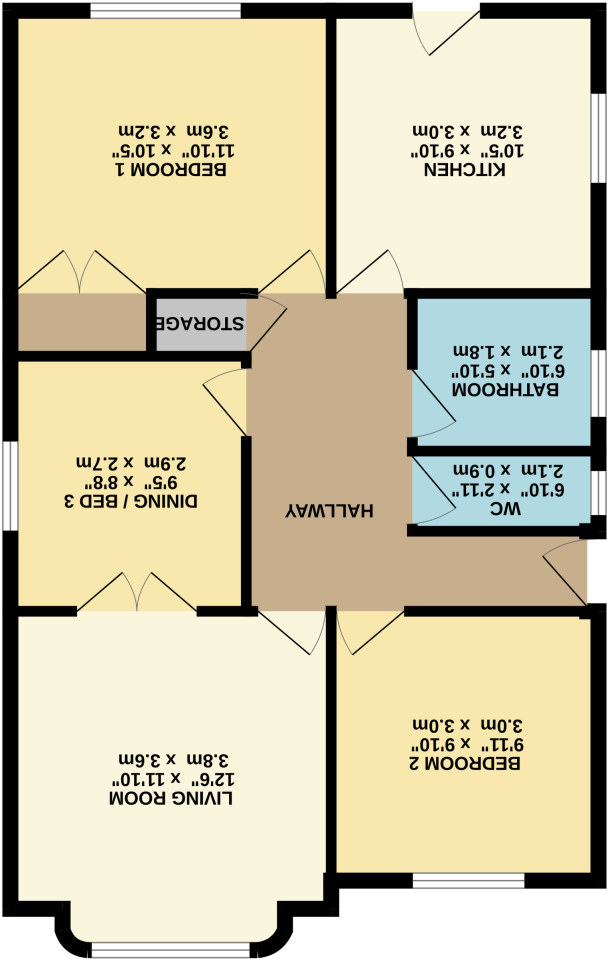 LIVING ROOM
12'6" x 11'10"
3.8m x 3.6m
BEDROOM 2
9'11" x 9'10"
3.0m x 3.0m
WC
6'10" x 2'11"
2.1m x 0.9m
HALLWAY
DINING / BED 3
9'5" x 8'8"
2.9m x 2.7m
BATHROOM
6'10" x 5'10"
2.1m x 1.8m
STORAGE
KITCHEN
10'5" x 9'10"
3.2m x 3.0m
BEDROOM 1
11'10" x 10'5"
3.6m x 3.2m